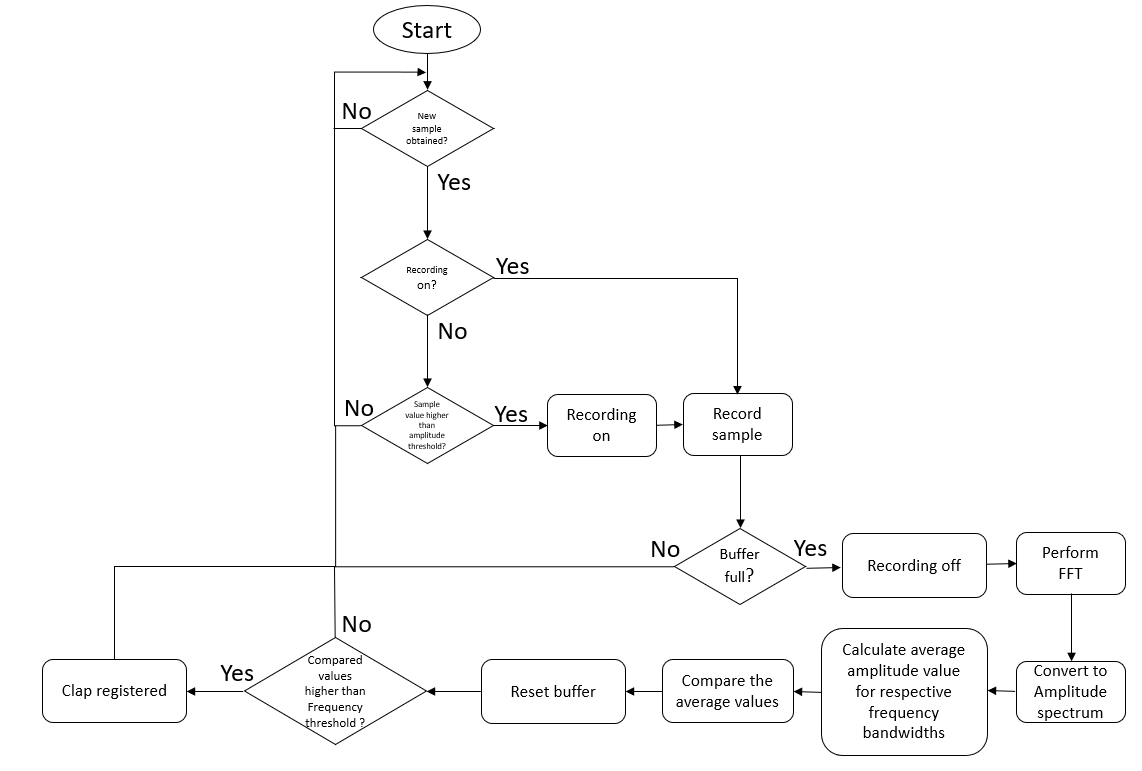 Start
No
New
sample
obtained?
Yes
Recording
on?
Yes
No
No
Sample
value higher
than
amplitude
threshold?
Yes
Recording
on
Record
sample
No
Buffer
full?
Yes
Recording off
Perform
FFT
No
Clap registered
Yes
Compared
values
higher than
Frequency
threshold ?
Reset buffer
Compare the
average values
Calculate average
amplitude value
for respective
frequency
bandwidths
Convert to
Amplitude
spectrum